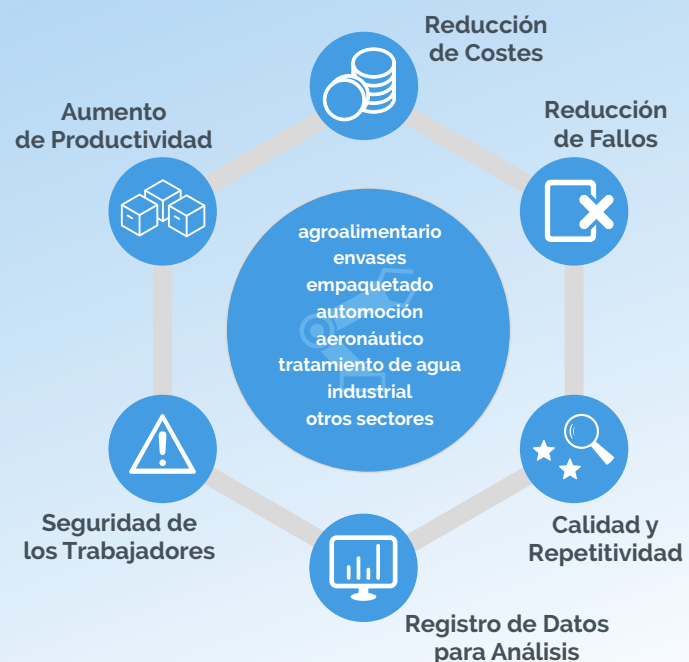 Reducción
de Costes
Aumento
de Productividad
Reducción
de Fallos
agroalimentario
envases
empaquetado
automoción
aeronáutico
tratamiento de agua
industrial
otros sectores
Seguridad de
los Trabajadores
Calidad y
Repetitividad
Registro de Datos
para Análisis